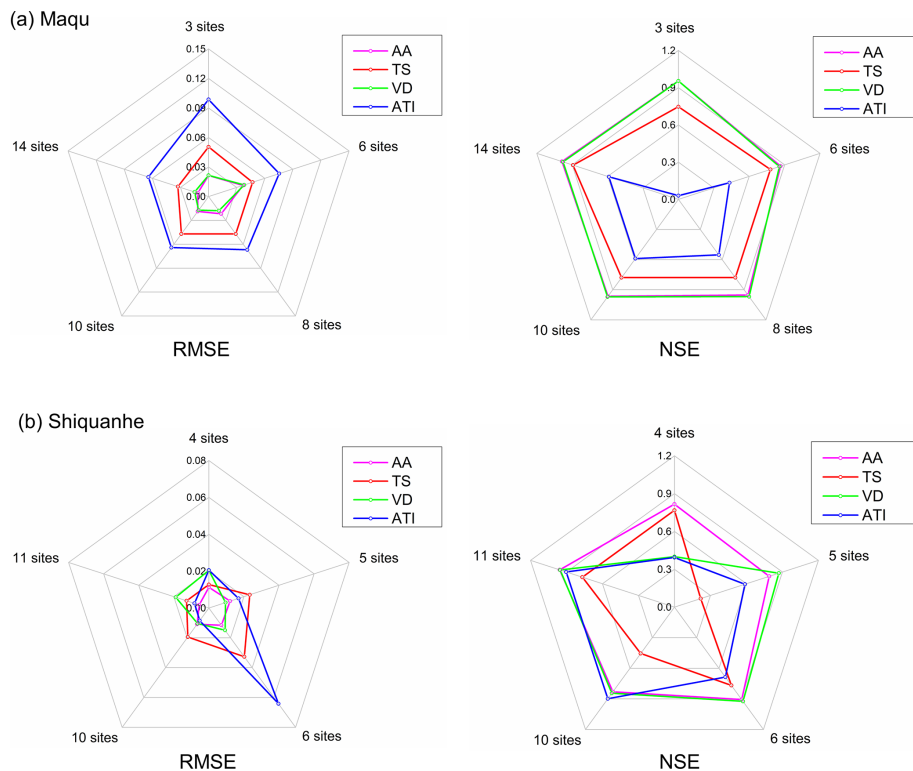 (a) Maqu
3 sites
0.15
0.12
0.09
0.06
0.03
0.00
6 sites
8 sites
10 sites
14 sites
AA
TS
VD
ATI
RMSE
3 sites
1.2
0.9
0.6
0.3
0.0
6 sites
8 sites
10 sites
14 sites
AA
TS
VD
ATI
NSE
(b) Shiquanhe
4 sites
0.08
0.06
0.04
0.02
0.00
5 sites
6 sites
10 sites
11 sites
AA
TS
VD
ATI
RMSE
4 sites
1.2
0.9
0.6
0.3
0.0
5 sites
6 sites
10 sites
11 sites
AA
TS
VD
ATI
NSE